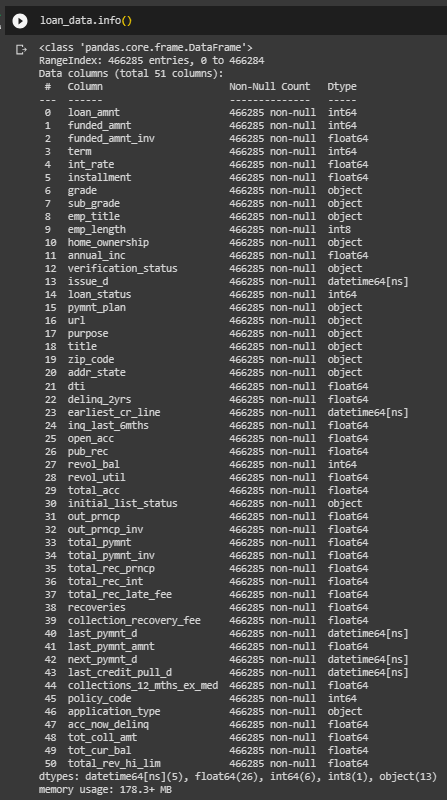 loan_data.info()
<class 'pandas.core.frame.DataFrame'>
RangeIndex: 466285 entries, 0 to 466284
Data columns (total 51 columns):
 #   Column                       Non-Null Count   Dtype
---  ------                       --------------   -----
 0   loan_amnt                    466285 non-null  int64
 1   funded_amnt                  466285 non-null  int64
 2   funded_amnt_inv              466285 non-null  float64
 3   term                         466285 non-null  int64
 4   int_rate                     466285 non-null  float64
 5   installment                  466285 non-null  float64
 6   grade                        466285 non-null  object
 7   sub_grade                    466285 non-null  object
 8   emp_title                    466285 non-null  object
 9   emp_length                   466285 non-null  int8
 10  home_ownership               466285 non-null  object
 11  annual_inc                   466285 non-null  float64
 12  verification_status          466285 non-null  object
 13  issue_d                      466285 non-null  datetime64[ns]
 14  loan_status                  466285 non-null  int64
 15  pymnt_plan                   466285 non-null  object
 16  url                          466285 non-null  object
 17  purpose                      466285 non-null  object
 18  title                        466285 non-null  object
 19  zip_code                     466285 non-null  object
 20  addr_state                   466285 non-null  object
 21  dti                          466285 non-null  float64
 22  delinq_2yrs                  466285 non-null  float64
 23  earliest_cr_line             466285 non-null  datetime64[ns]
 24  inq_last_6mths               466285 non-null  float64
 25  open_acc                     466285 non-null  float64
 26  pub_rec                      466285 non-null  float64
 27  revol_bal                    466285 non-null  int64
 28  revol_util                   466285 non-null  float64
 29  total_acc                    466285 non-null  float64
 30  initial_list_status          466285 non-null  object
 31  out_prncp                    466285 non-null  float64
 32  out_prncp_inv                466285 non-null  float64
 33  total_pymnt                  466285 non-null  float64
 34  total_pymnt_inv              466285 non-null  float64
 35  total_rec_prncp              466285 non-null  float64
 36  total_rec_int                466285 non-null  float64
 37  total_rec_late_fee           466285 non-null  float64
 38  recoveries                   466285 non-null  float64
 39  collection_recovery_fee      466285 non-null  float64
 40  last_pymnt_d                 466285 non-null  datetime64[ns]
 41  last_pymnt_amnt              466285 non-null  float64
 42  next_pymnt_d                 466285 non-null  datetime64[ns]
 43  last_credit_pull_d           466285 non-null  datetime64[ns]
 44  collections_12_mths_ex_med   466285 non-null  float64
 45  policy_code                  466285 non-null  int64
 46  application_type             466285 non-null  object
 47  acc_now_delinq               466285 non-null  float64
 48  tot_coll_amt                 466285 non-null  float64
 49  tot_cur_bal                  466285 non-null  float64
 50  total_rev_hi_lim             466285 non-null  float64
dtypes: datetime64[ns](5), float64(26), int64(6), int8(1), object(13)
memory usage: 178.3+ MB